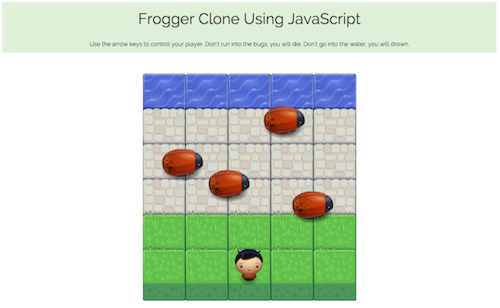 Frogger Clone Using JavaScript
Use the arrow keys to control your player. Don't run into the bugs, you will die. Don't go into the water, you will drown.